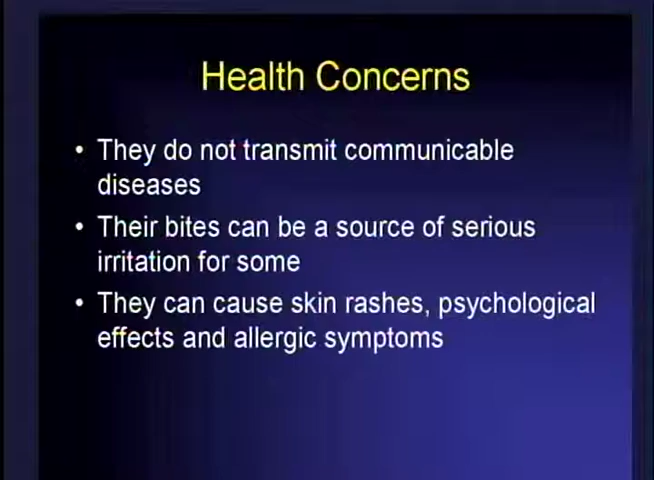 Health Concerns
• They do not transmit communicable
diseases
• Their bites can be a source of serious
irritation for some
• They can cause skin rashes, psychological
effects and allergic symptoms